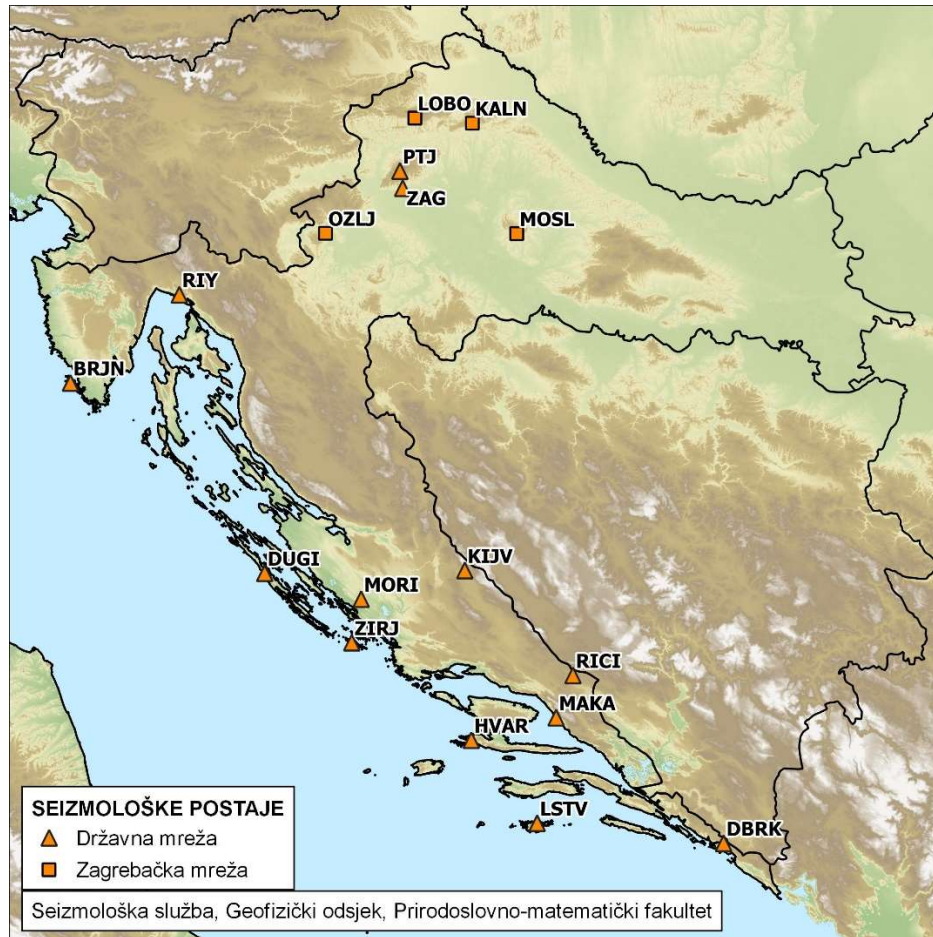 LOBO
KALN
PTJ
ZAG
OZLJ
MOSL
RIY
BRJN
DUGI
KIJV
MORI
ZIRJ
RICI
MAKA
HVAR
LSTV
DBRK
SEIZMOLOŠKE POSTAJE
Državna mreža
Zagrebačka mreža
Seizmološka služba, Geofizički odsjek, Prirodoslovno-matematički fakultet